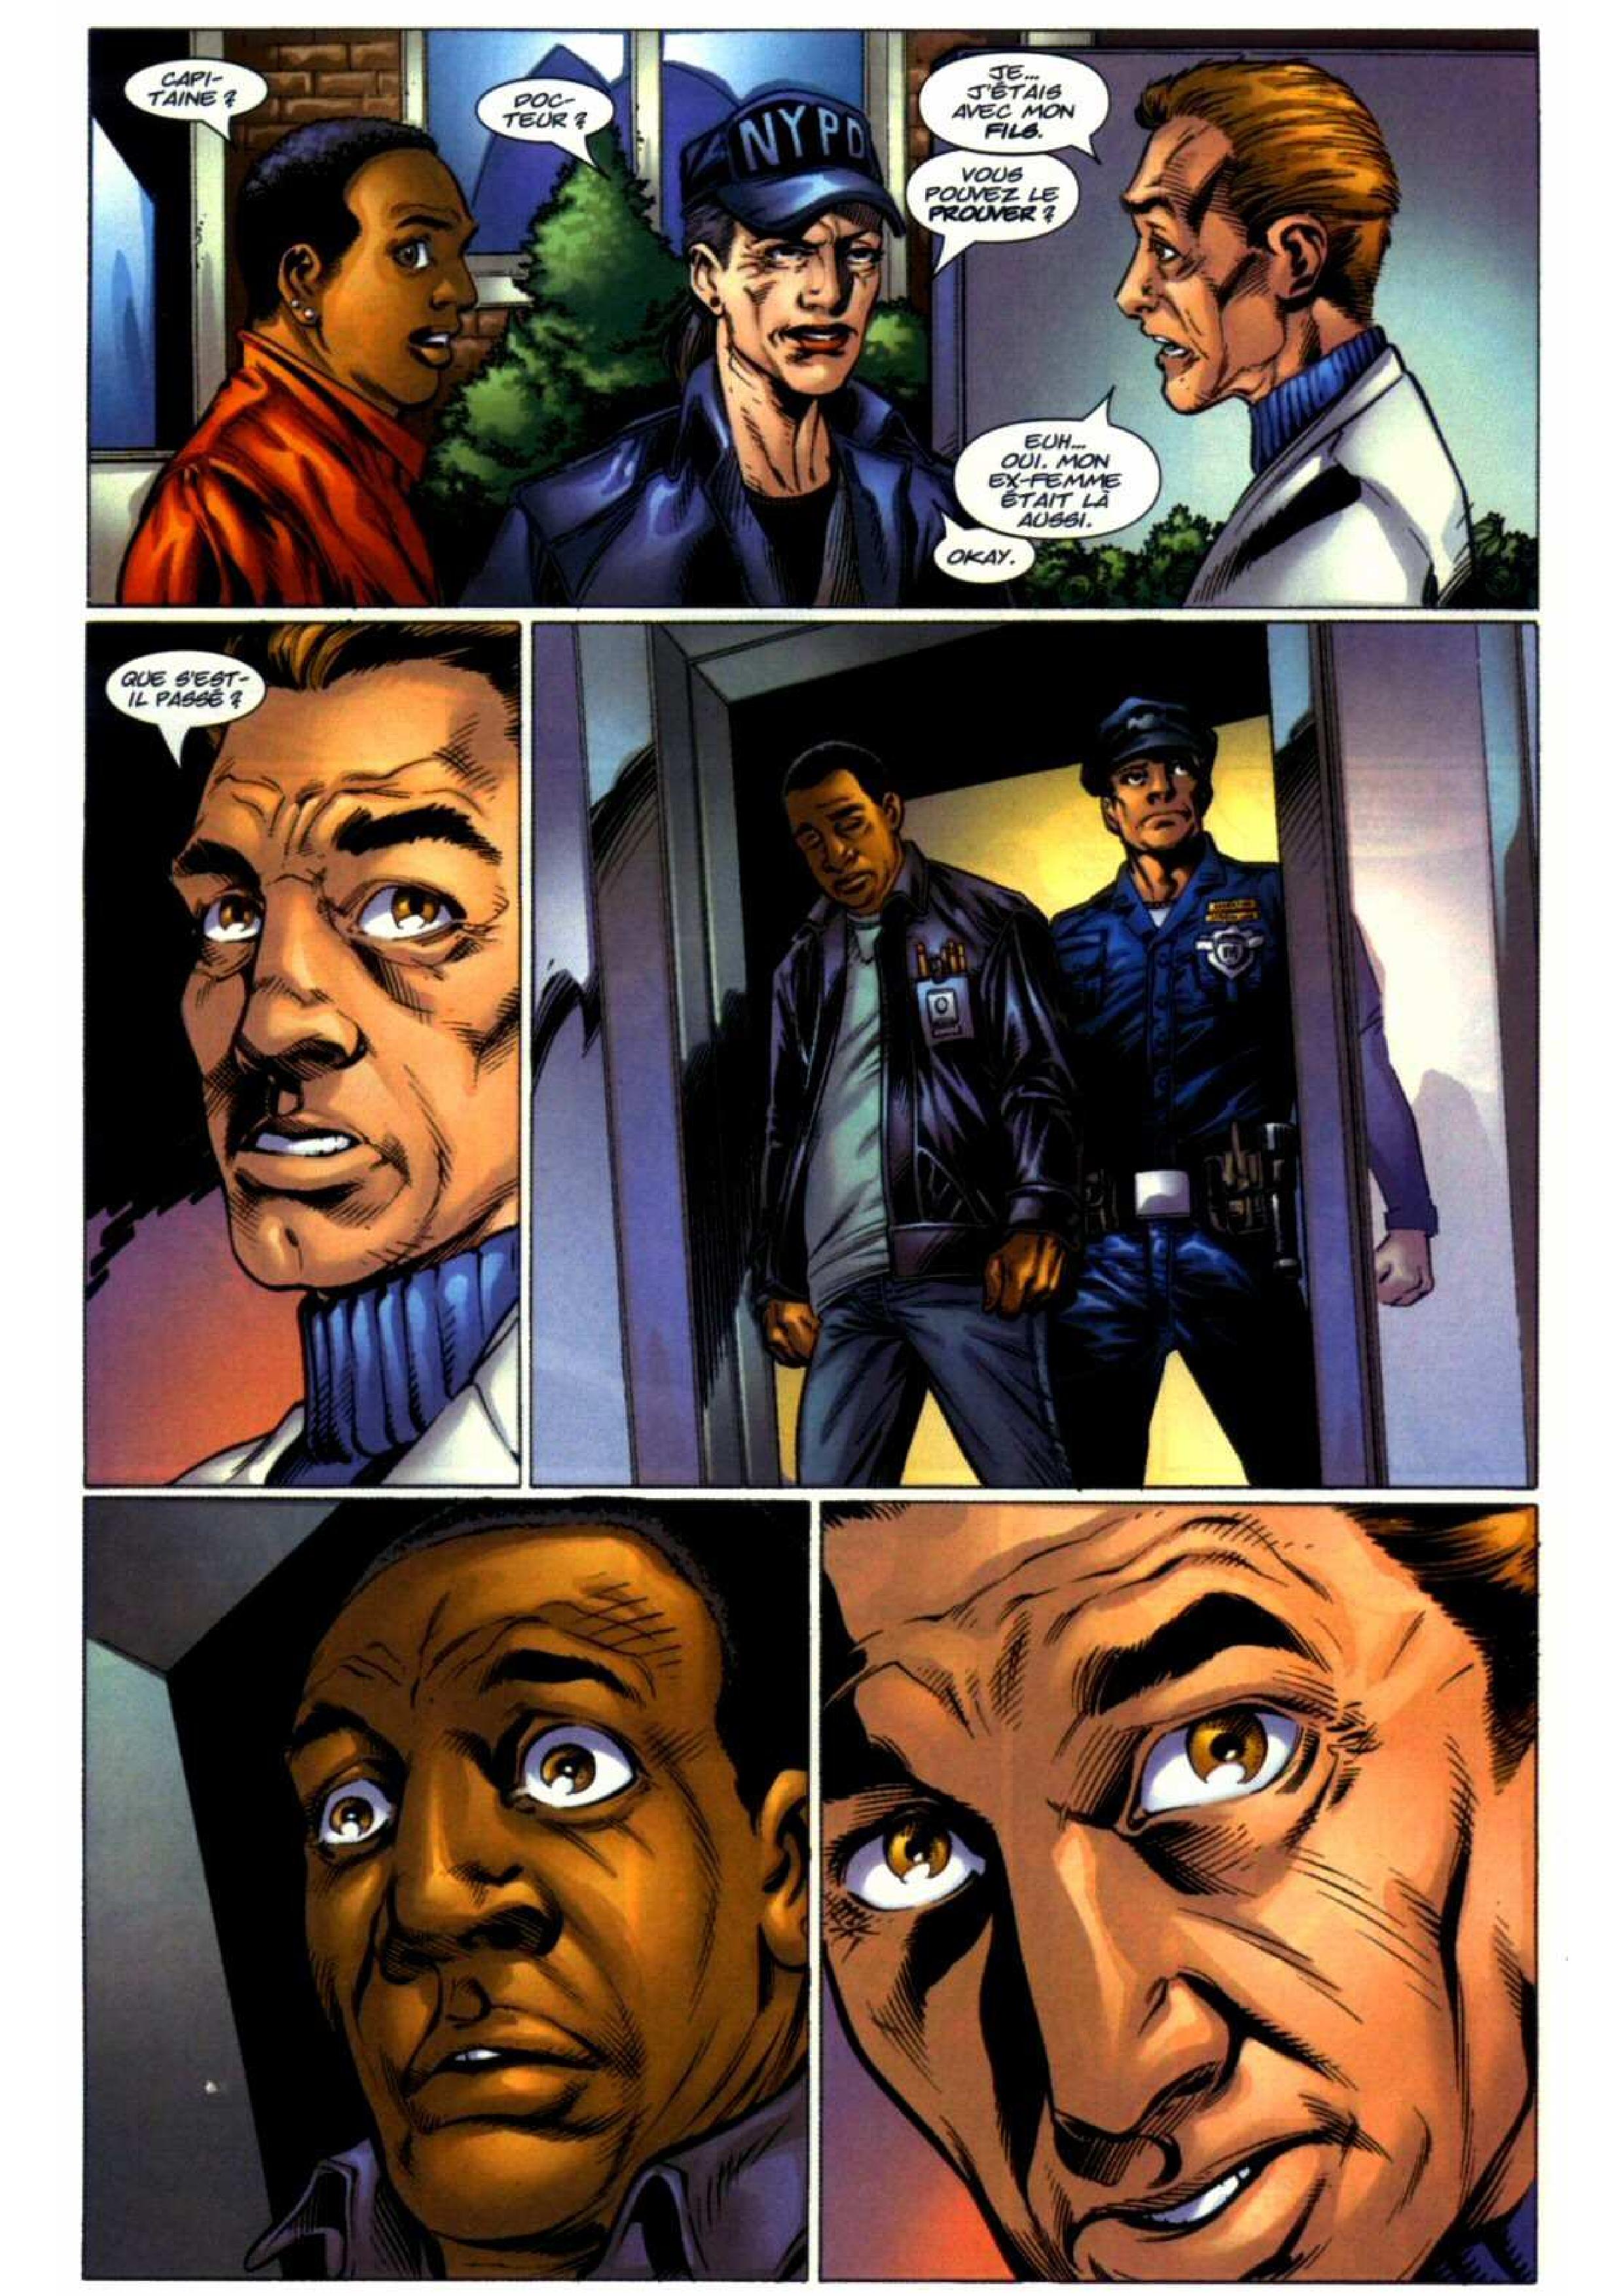 CAPI-
TAINE ?
DOC-
TEUR ?
NYPD
JE...
J'ÉTAIS
AVEC MON
FILS.
VOUS
POUVEZ LE
PROUVER ?
EUH...
OUI. MON
EX-FEMME
ÉTAIT LÀ
AUSSI.
OKAY.
QUE S'EST-
IL PASSÉ ?